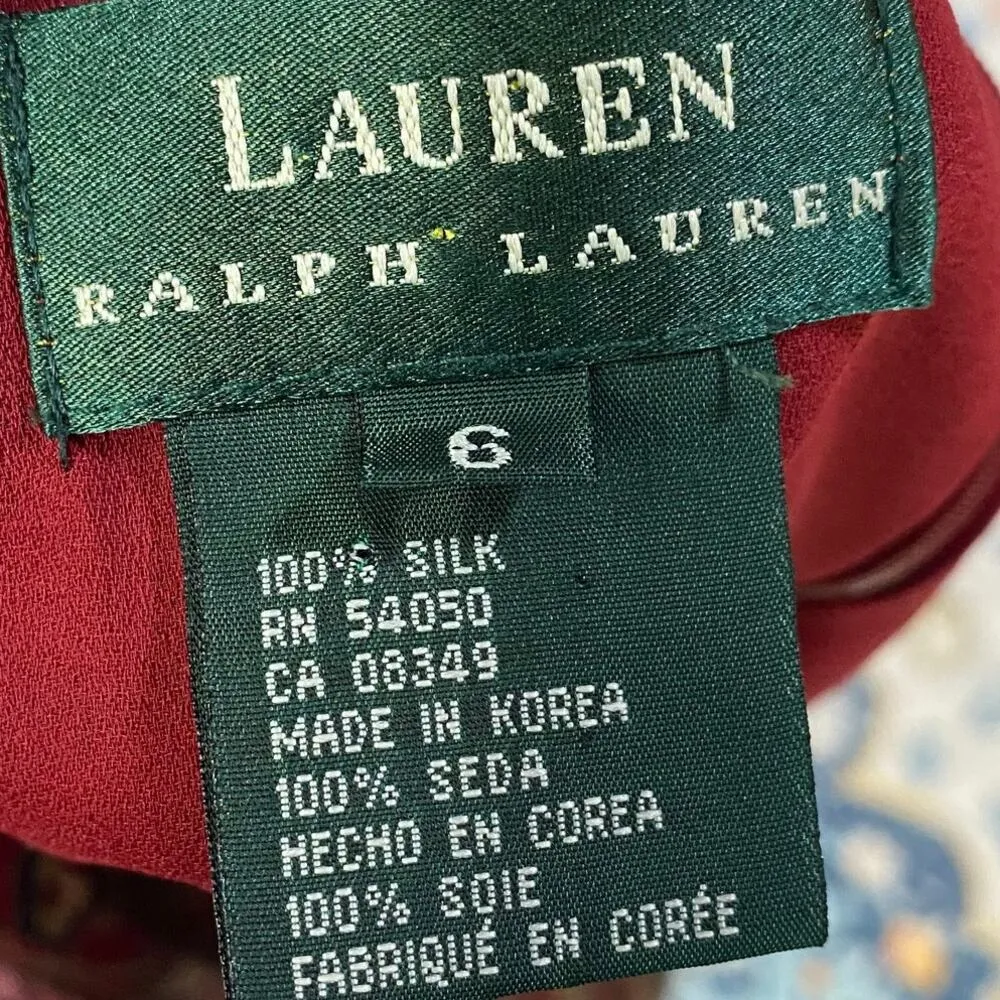 LAUREN
RALPH LAUREN
6
100% SILK
RN 54050
CA 08349
MADE IN KOREA
100% SEDA
HECHO EN COREA
100% SOIE
FABRIQUÉ EN CORÉE